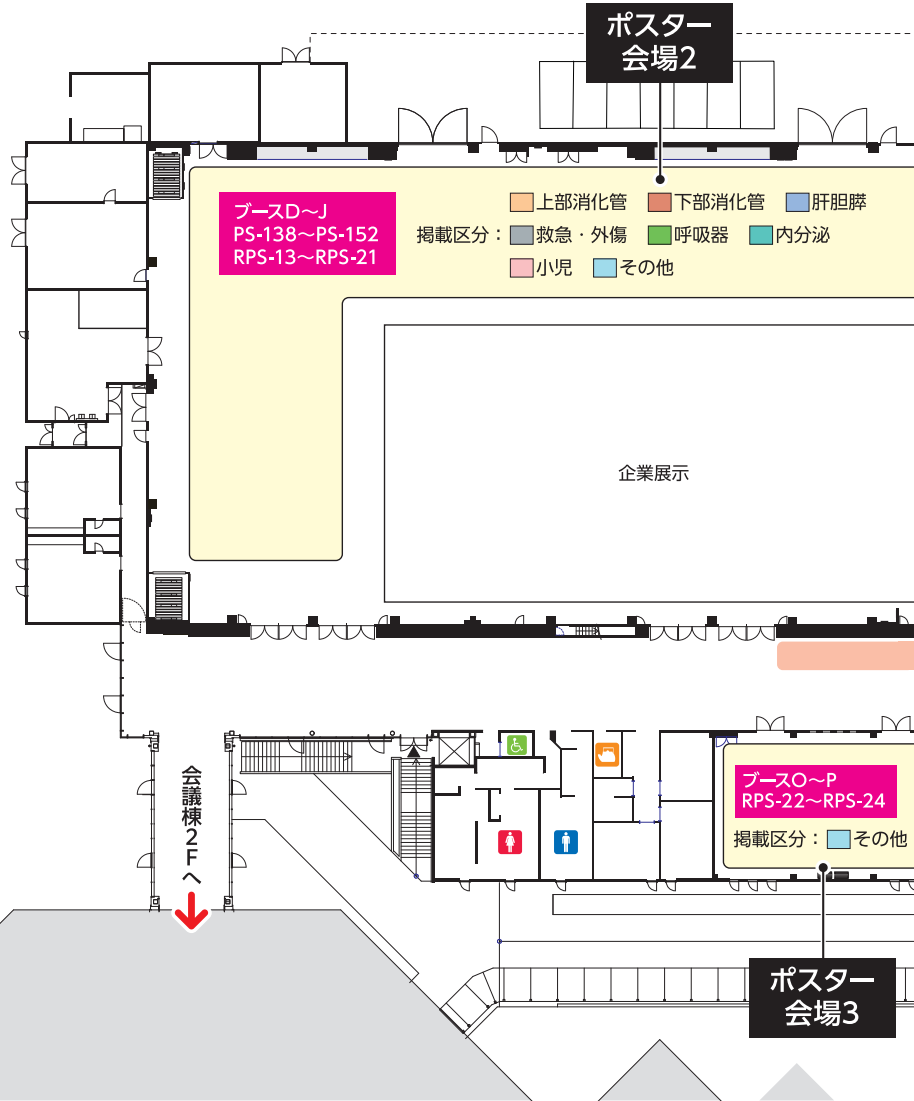 ポスター
会場2
ブースD～J
PS-138～PS-152
RPS-13～RPS-21
上部消化管 下部消化管 肝胆膵
掲載区分： 救急・外傷 呼吸器 内分泌
小児 その他
企業展示
会議棟2Fへ
ブースO～P
RPS-22～RPS-24
掲載区分： その他
ポスター
会場3